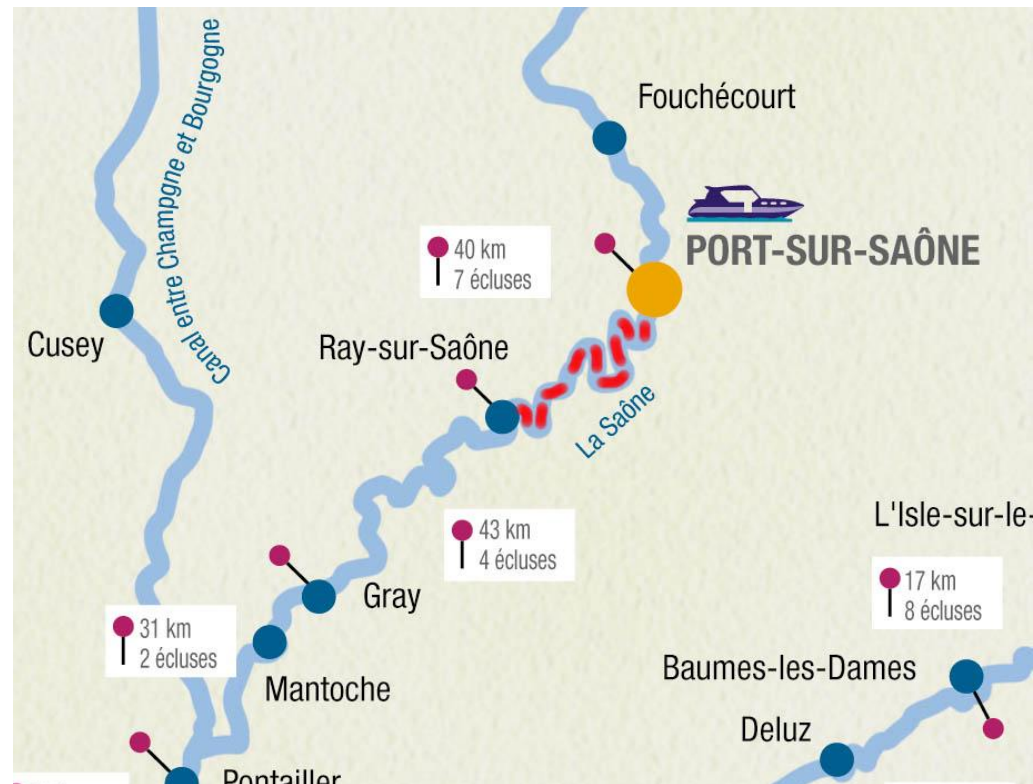 Fouchécourt
Canal entre Champgne et Bourgogne
PORT-SUR-SAÔNE
40 km
7 écluses
Cusey
Ray-sur-Saône
La Saône
L'Isle-sur-le-
43 km
4 écluses
17 km
8 écluses
Gray
31 km
2 écluses
Mantoche
Baumes-les-Dames
Deluz
Pontailler